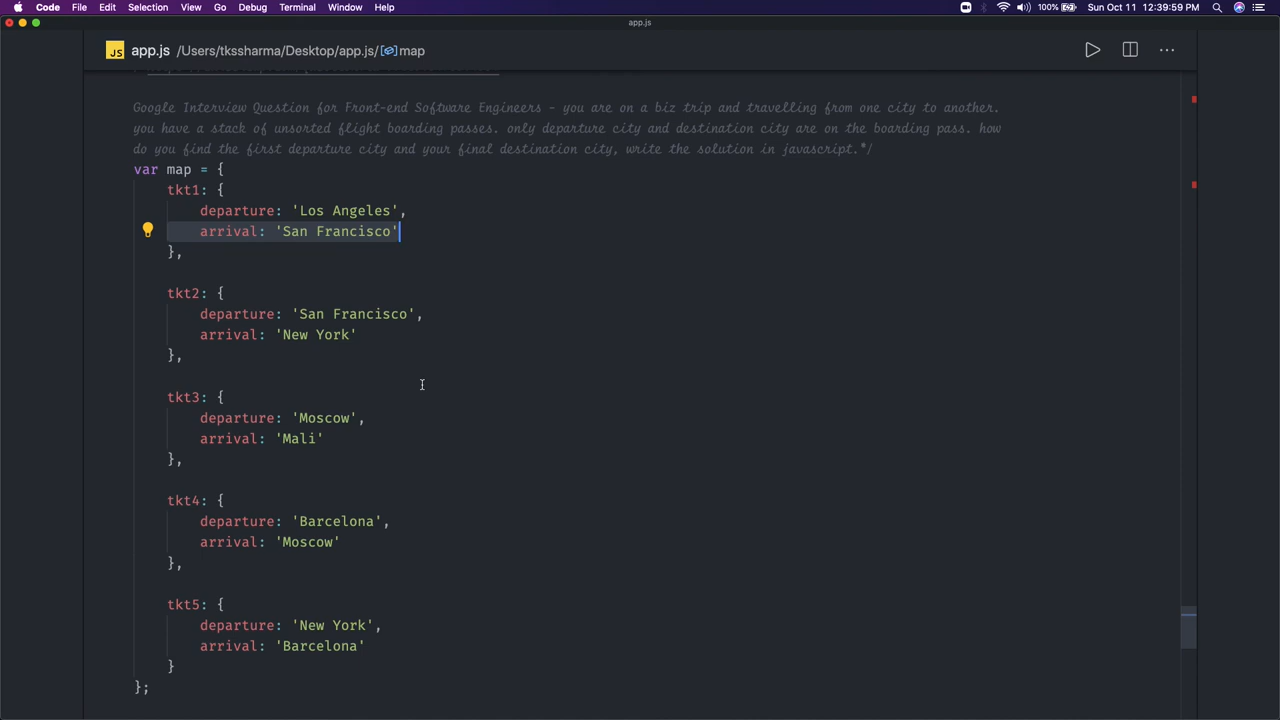 Code File Edit Selection View Go Debug Terminal Window Help 100% Sun Oct 11 12:39:59 PM
app.js
JS app.js /Users/tkssharma/Desktop/app.js/ map
Google Interview Question for Front-end Software Engineers - you are on a biz trip and travelling from one city to another.
you have a stack of unsorted flight boarding passes. only departure city and destination city are on the boarding pass. how
do you find the first departure city and your final destination city, write the solution in javascript.*/
var map = {
tkt1: {
departure: 'Los Angeles',
arrival: 'San Francisco'
},
tkt2: {
departure: 'San Francisco',
arrival: 'New York'
},
tkt3: {
departure: 'Moscow',
arrival: 'Mali'
},
tkt4: {
departure: 'Barcelona',
arrival: 'Moscow'
},
tkt5: {
departure: 'New York',
arrival: 'Barcelona'
}
};